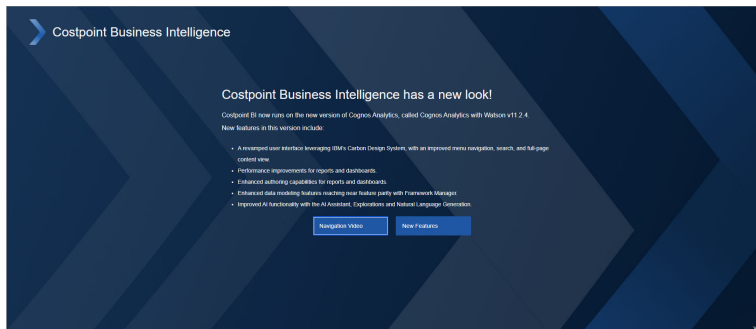 Costpoint Business Intelligence
Costpoint Business Intelligence has a new look!
Costpoint BI now runs on the new version of Cognos Analytics, called Cognos Analytics with Watson v11.2.4.
New features in this version include:
• A revamped user interface leveraging IBM's Carbon Design System, with an improved menu navigation, search, and full-page
content view.
• Performance improvements for reports and dashboards.
• Enhanced authoring capabilities for reports and dashboards.
• Enhanced data modeling features reaching near feature parity with Framework Manager.
• Improved AI functionality with the AI Assistant, Explorations and Natural Language Generation.
Navigation Video
New Features